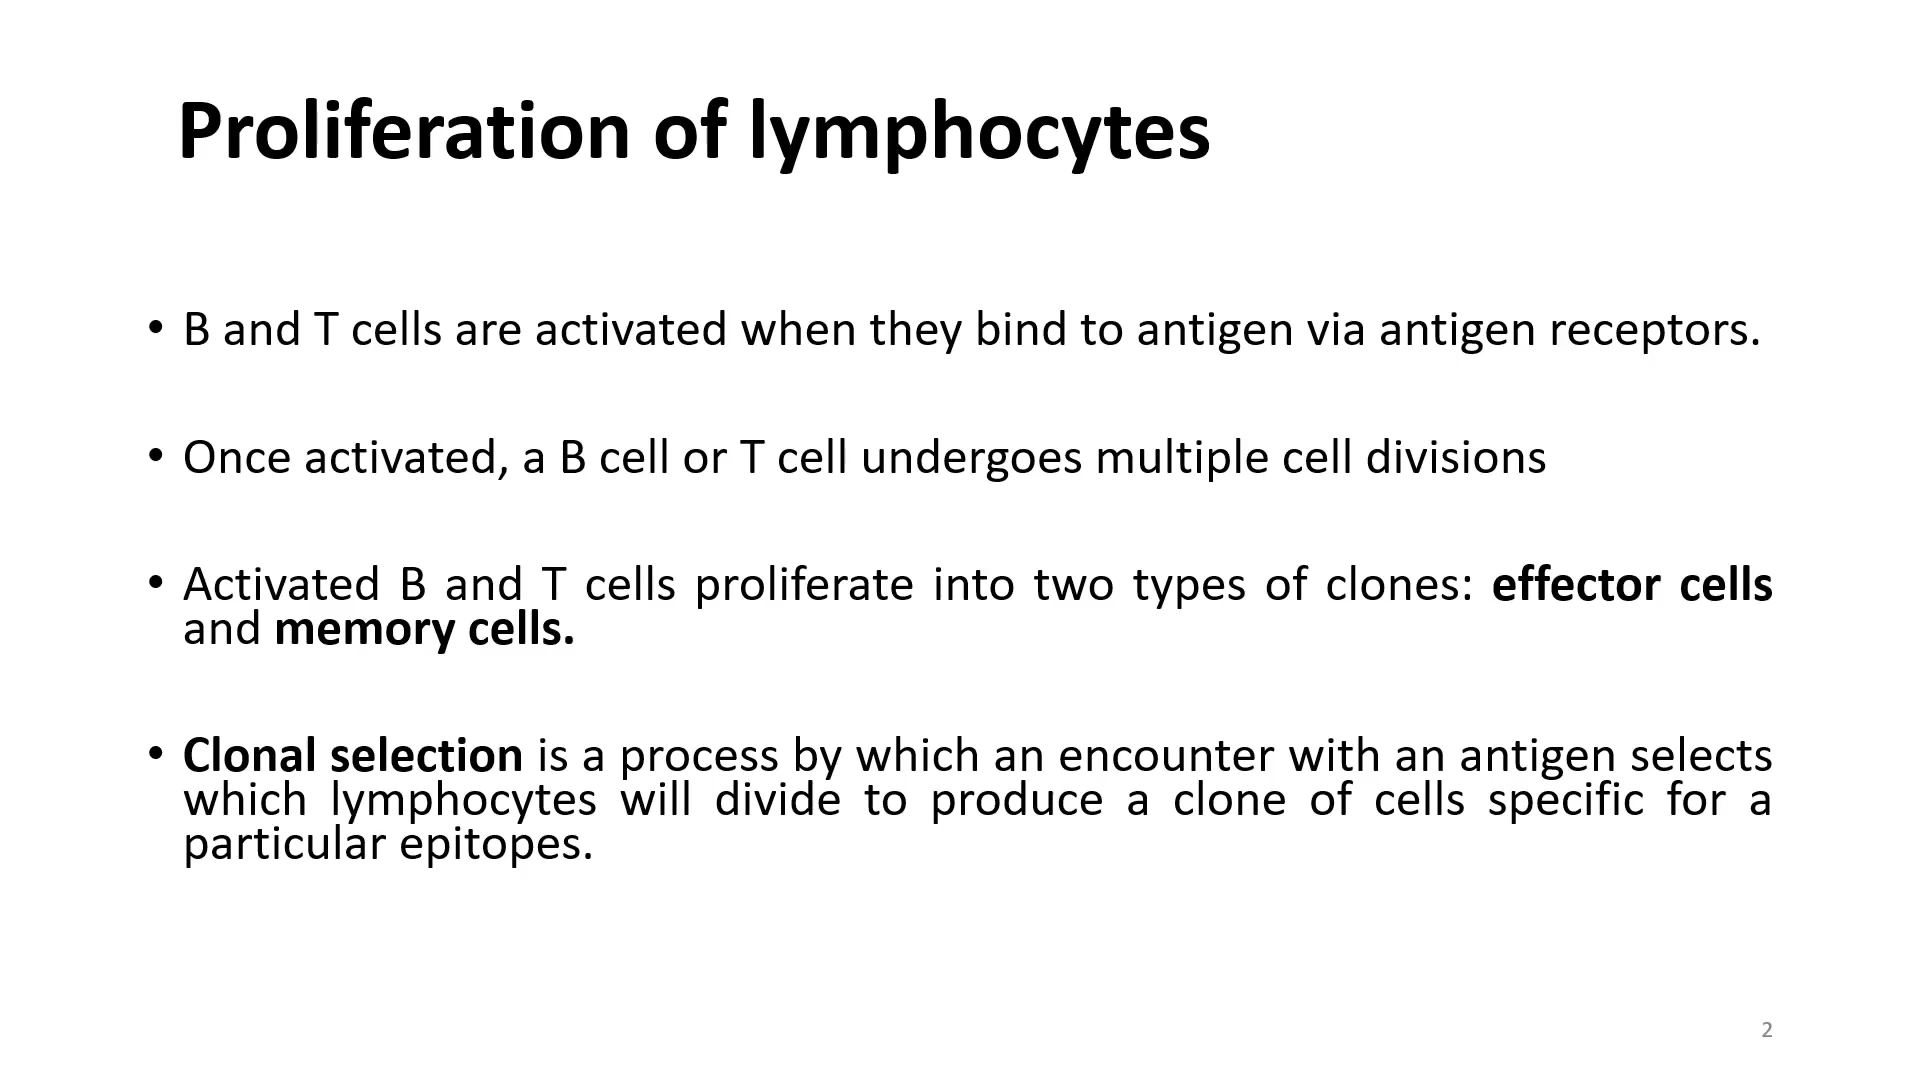 Proliferation of lymphocytes
• B and T cells are activated when they bind to antigen via antigen receptors.
• Once activated, a B cell or T cell undergoes multiple cell divisions
• Activated B and T cells proliferate into two types of clones: effector cells
and memory cells.
• Clonal selection is a process by which an encounter with an antigen selects
which lymphocytes will divide to produce a clone of cells specific for a
particular epitopes.
2